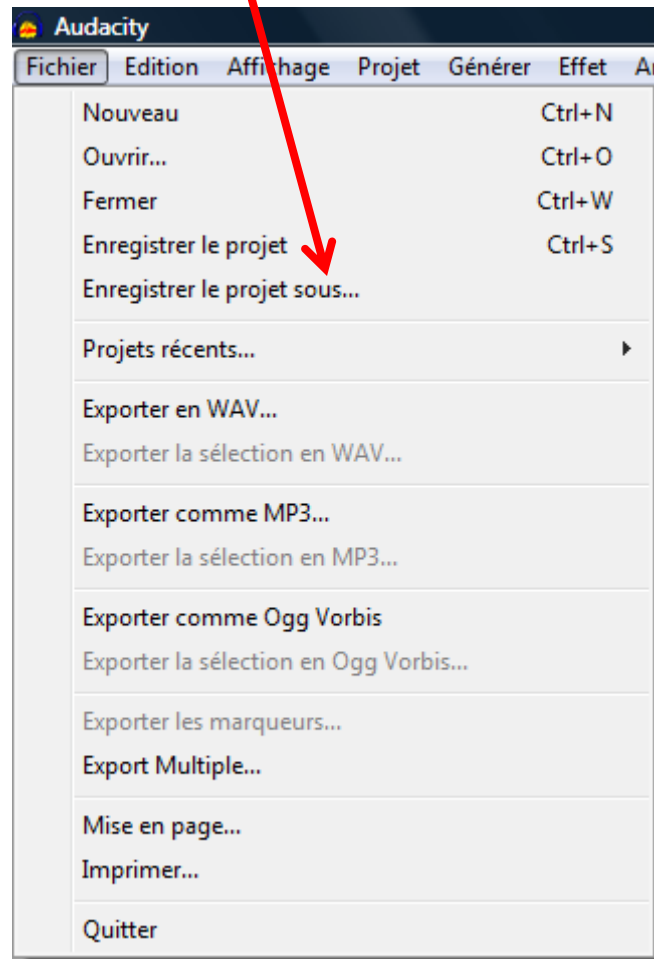 Audacity
Fichier Edition Affichage Projet Générer Effet
Nouveau Ctrl+N
Ouvrir... Ctrl+O
Fermer Ctrl+W
Enregistrer le projet Ctrl+S
Enregistrer le projet sous...
Projets récents...
Exporter en WAV...
Exporter la sélection en WAV...
Exporter comme MP3...
Exporter la sélection en MP3...
Exporter comme Ogg Vorbis
Exporter la sélection en Ogg Vorbis...
Exporter les marqueurs...
Export Multiple...
Mise en page...
Imprimer...
Quitter